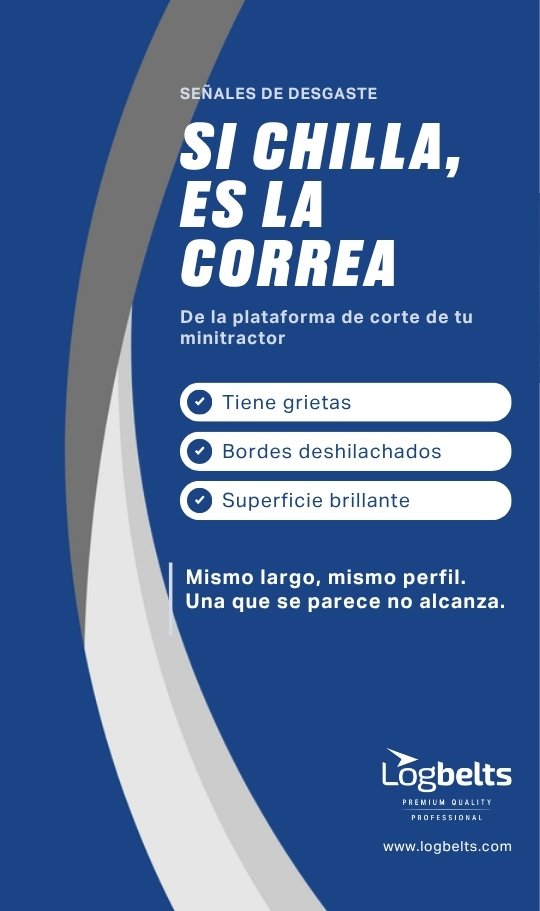 SEÑALES DE DESGASTE
SI CHILLA,
ES LA
CORREA
De la plataforma de corte de tu
minitractor
Tiene grietas
Bordes deshilachados
Superficie brillante
Mismo largo, mismo perfil.
Una que se parece no alcanza.
Logbelts
PREMIUM QUALITY
PROFESSIONAL
www.logbelts.com